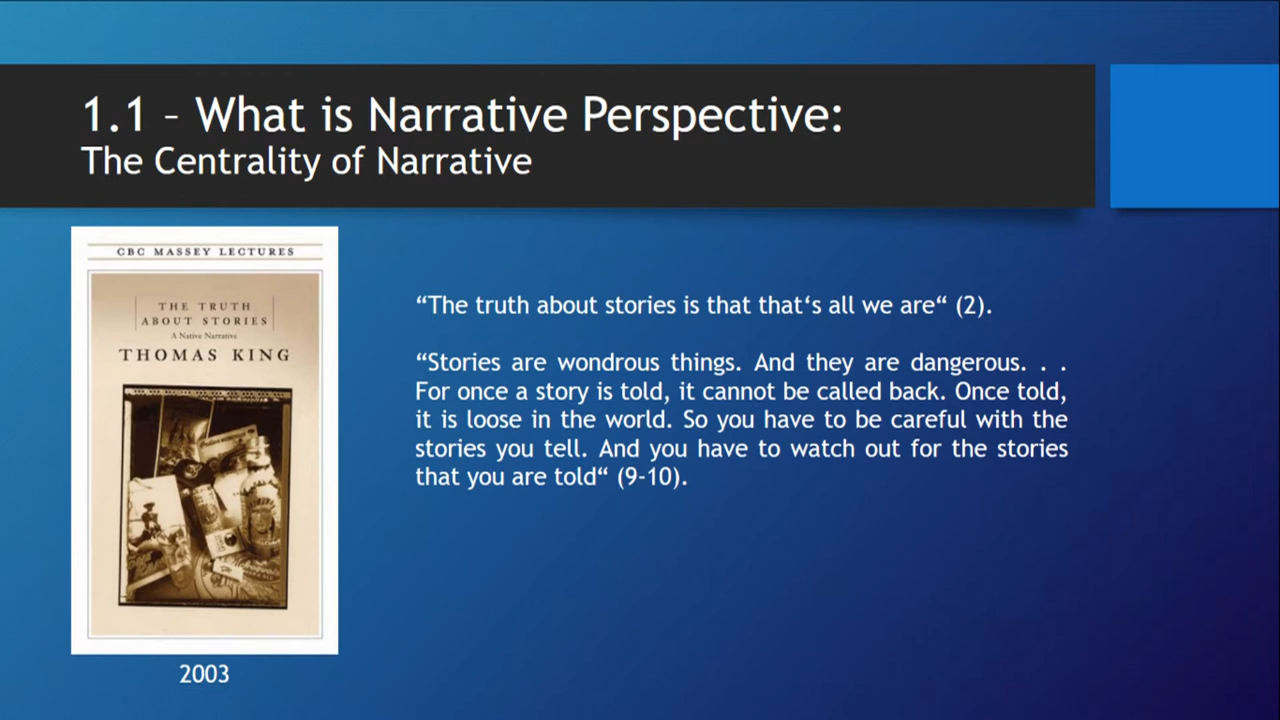 1.1 – What is Narrative Perspective:
The Centrality of Narrative
CBC MASSEY LECTURES
THE TRUTH
ABOUT STORIES
A Native Narrative
THOMAS KING
2003
“The truth about stories is that that‘s all we are“ (2).
“Stories are wondrous things. And they are dangerous. . .
For once a story is told, it cannot be called back. Once told,
it is loose in the world. So you have to be careful with the
stories you tell. And you have to watch out for the stories
that you are told“ (9-10).